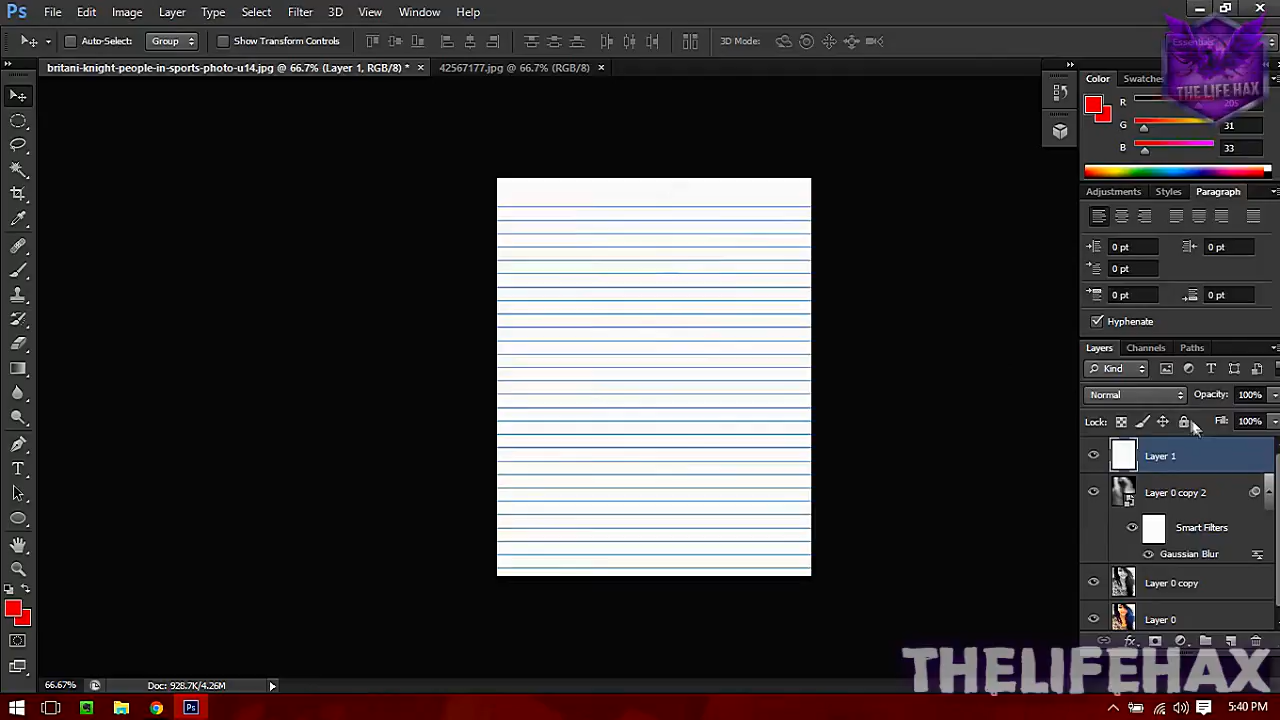 Ps File Edit Image Layer Type Select Filter 3D View Window Help
Auto-Select: Group Show Transform Controls 3D Mode: Essentials
THE LIFE HAX
britani-knight-people-in-sports-photo-u14.jpg @ 66.7% (Layer 1, RGB/8) * × 42567177.jpg @ 66.7% (RGB/8) ×
Color Swatches
R 205
G 31
B 33
Adjustments Styles Paragraph
0 pt 0 pt
0 pt
0 pt 0 pt
Hyphenate
Layers Channels Paths
Kind
Normal Opacity: 100%
Lock: Fill: 100%
Layer 1
Layer 0 copy 2
Smart Filters
Gaussian Blur
Layer 0 copy
Layer 0
THELIFEHAX
66.67% Doc: 928.7K/4.26M
Ps 5:40 PM